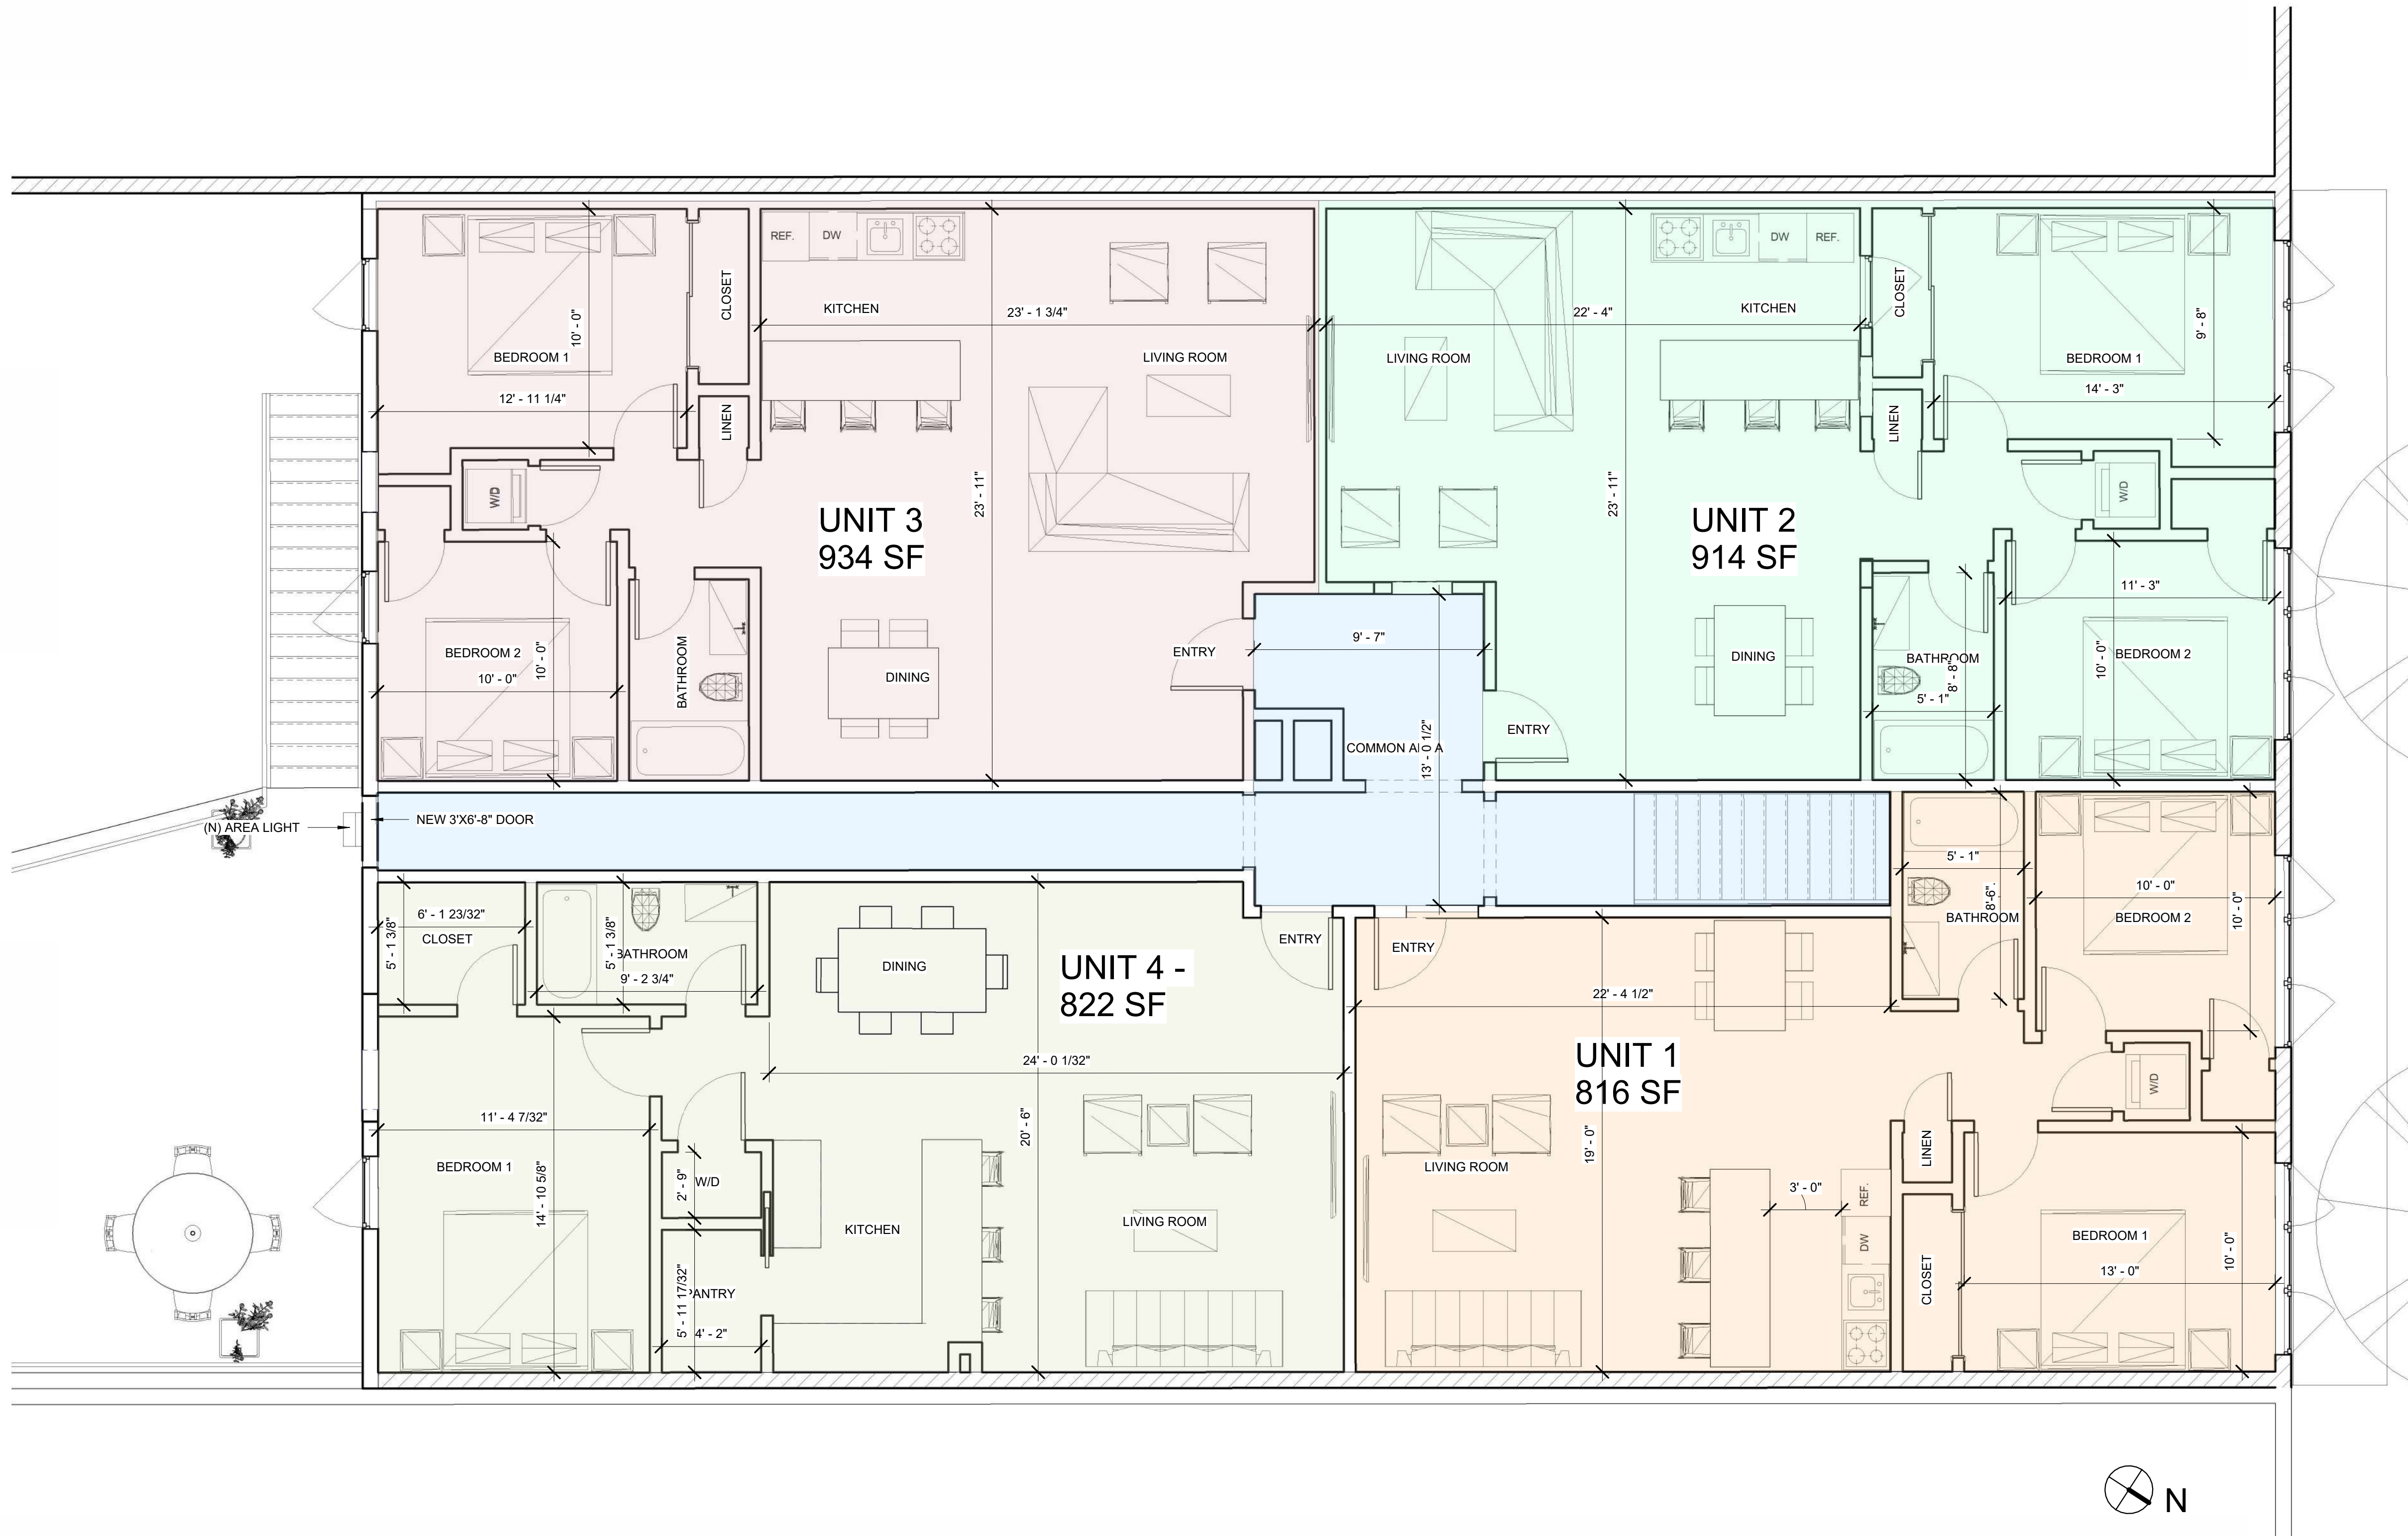 REF.
DW
CLOSET
KITCHEN
23' - 1 3/4"
10' - 0"
BEDROOM 1
LIVING ROOM
12' - 11 1/4"
LINEN
W/D
23' - 11"
UNIT 3
934 SF
BEDROOM 2
10' - 0"
10' - 0"
BATHROOM
DINING
ENTRY
DW
REF.
CLOSET
22' - 4"
KITCHEN
9' - 8"
LIVING ROOM
BEDROOM 1
14' - 3"
LINEN
W/D
23' - 11"
UNIT 2
914 SF
11' - 3"
9' - 7"
DINING
BATHROOM
8' - 8"
5' - 1"
10' - 0"
BEDROOM 2
ENTRY
COMMON A
A
13' - 0 1/2"
(N) AREA LIGHT
NEW 3'X6'-8" DOOR
6' - 1 23/32"
CLOSET
5' - 1 3/8"
5' - 1 3/8"
BATHROOM
9' - 2 3/4"
DINING
UNIT 4 -
822 SF
ENTRY
24' - 0 1/32"
11' - 4 7/32"
BEDROOM 1
14' - 10 5/8"
2' - 9"
W/D
20' - 6"
KITCHEN
LIVING ROOM
5' - 11 17/32"
PANTRY
4' - 2"
ENTRY
22' - 4 1/2"
5' - 1"
8'-6"
BATHROOM
10' - 0"
BEDROOM 2
10' - 0"
UNIT 1
816 SF
W/D
19' - 0"
LIVING ROOM
LINEN
3' - 0"
REF.
DW
CLOSET
BEDROOM 1
13' - 0"
10' - 0"
N